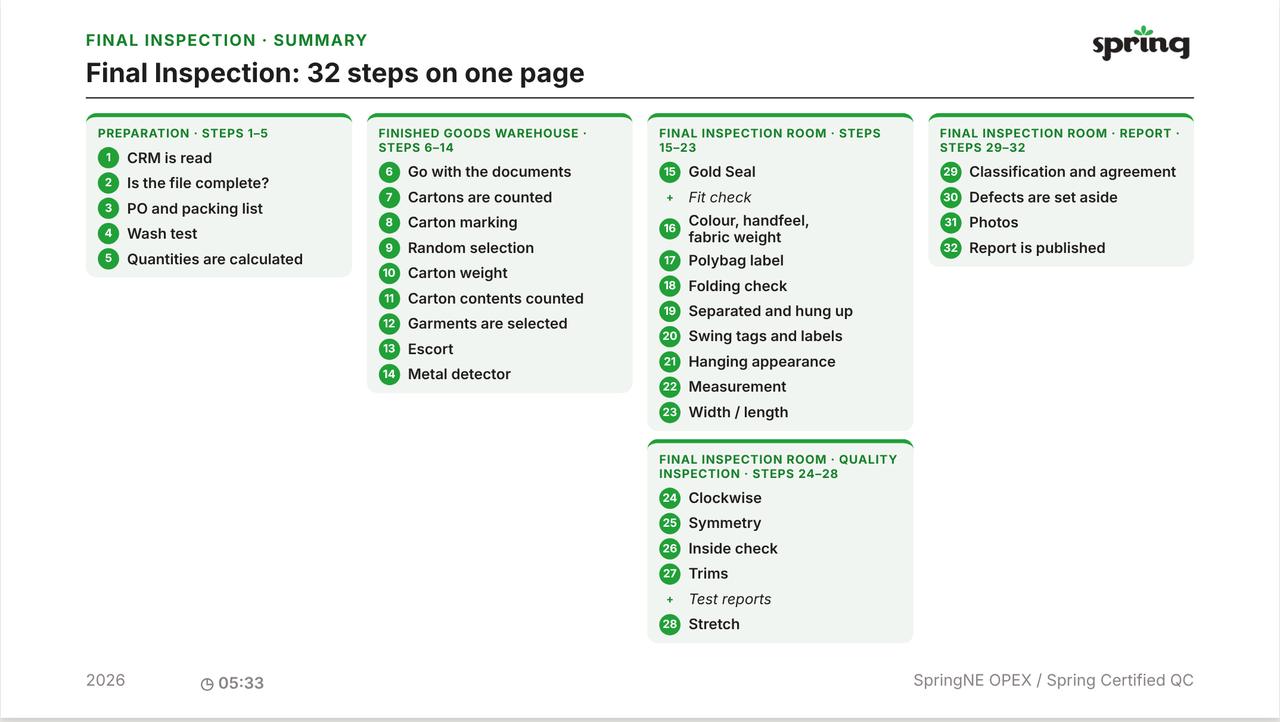 FINAL INSPECTION · SUMMARY
spring
Final Inspection: 32 steps on one page
PREPARATION · STEPS 1–5
1 CRM is read
2 Is the file complete?
3 PO and packing list
4 Wash test
5 Quantities are calculated
FINISHED GOODS WAREHOUSE ·
STEPS 6–14
6 Go with the documents
7 Cartons are counted
8 Carton marking
9 Random selection
10 Carton weight
11 Carton contents counted
12 Garments are selected
13 Escort
14 Metal detector
FINAL INSPECTION ROOM · STEPS
15–23
15 Gold Seal
+ Fit check
16 Colour, handfeel,
fabric weight
17 Polybag label
18 Folding check
19 Separated and hung up
20 Swing tags and labels
21 Hanging appearance
22 Measurement
23 Width / length
FINAL INSPECTION ROOM · QUALITY
INSPECTION · STEPS 24–28
24 Clockwise
25 Symmetry
26 Inside check
27 Trims
+ Test reports
28 Stretch
FINAL INSPECTION ROOM · REPORT ·
STEPS 29–32
29 Classification and agreement
30 Defects are set aside
31 Photos
32 Report is published
2026
05:33
SpringNE OPEX / Spring Certified QC